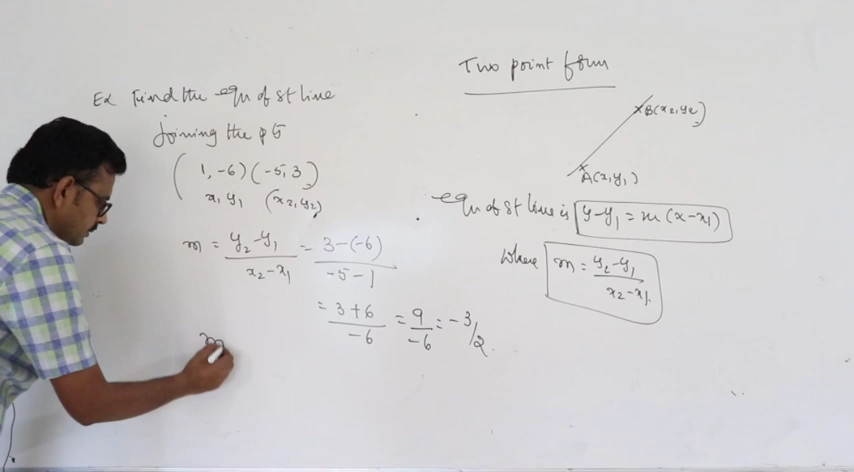 Ex Find the eqn of st line
joining the pts
(1, -6) (-5, 3)
x₁ y₁ (x₂, y₂)
m = y₂-y₁ / x₂-x₁ = 3-(-6) / -5-1
= 3+6 / -6 = 9 / -6 = -3/2.
m
Two point form
B(x₂, y₂)
A(x₁ y₁)
eqn of st line is y-y₁ = m(x-x₁)
where m = y₂-y₁ / x₂-x₁.